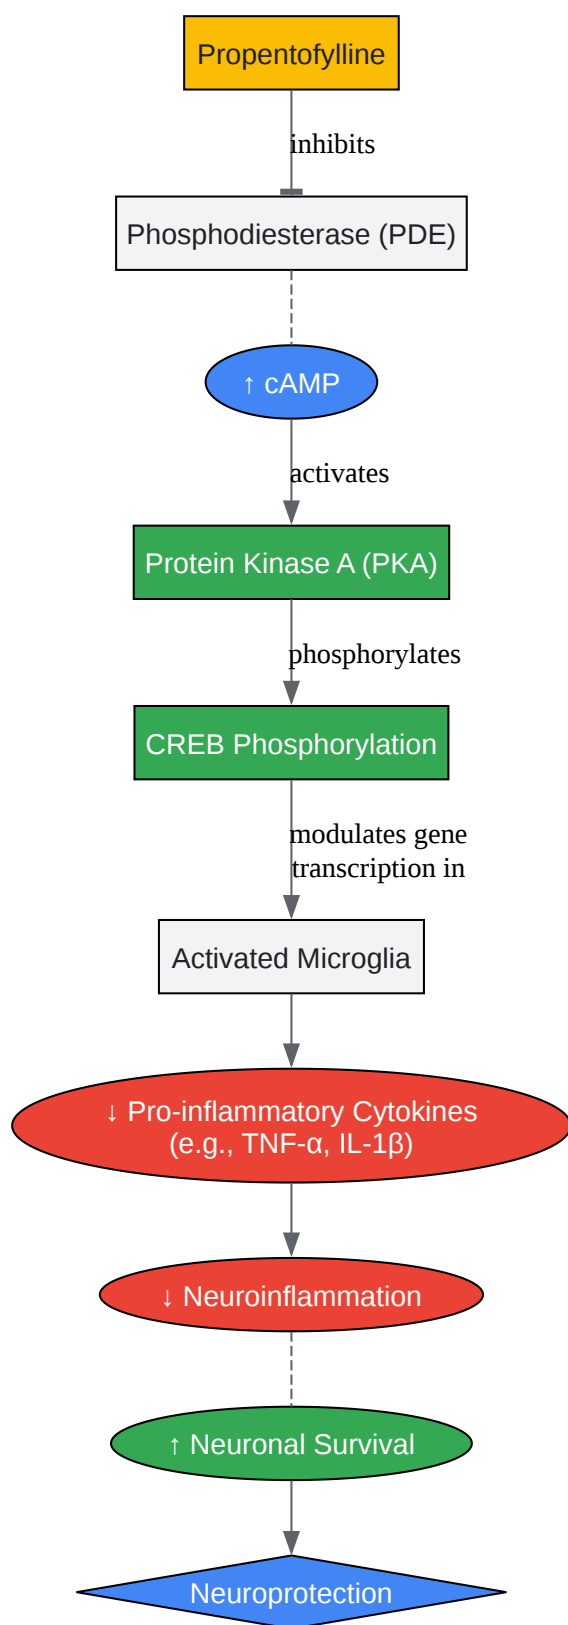 Propentofylline
inhibits
Phosphodiesterase (PDE)
↑ cAMP
activates
Protein Kinase A (PKA)
phosphorylates
CREB Phosphorylation
modulates gene
transcription in
Activated Microglia
↓ Pro-inflammatory Cytokines
(e.g., TNF-α, IL-1β)
↓ Neuroinflammation
↑ Neuronal Survival
Neuroprotection